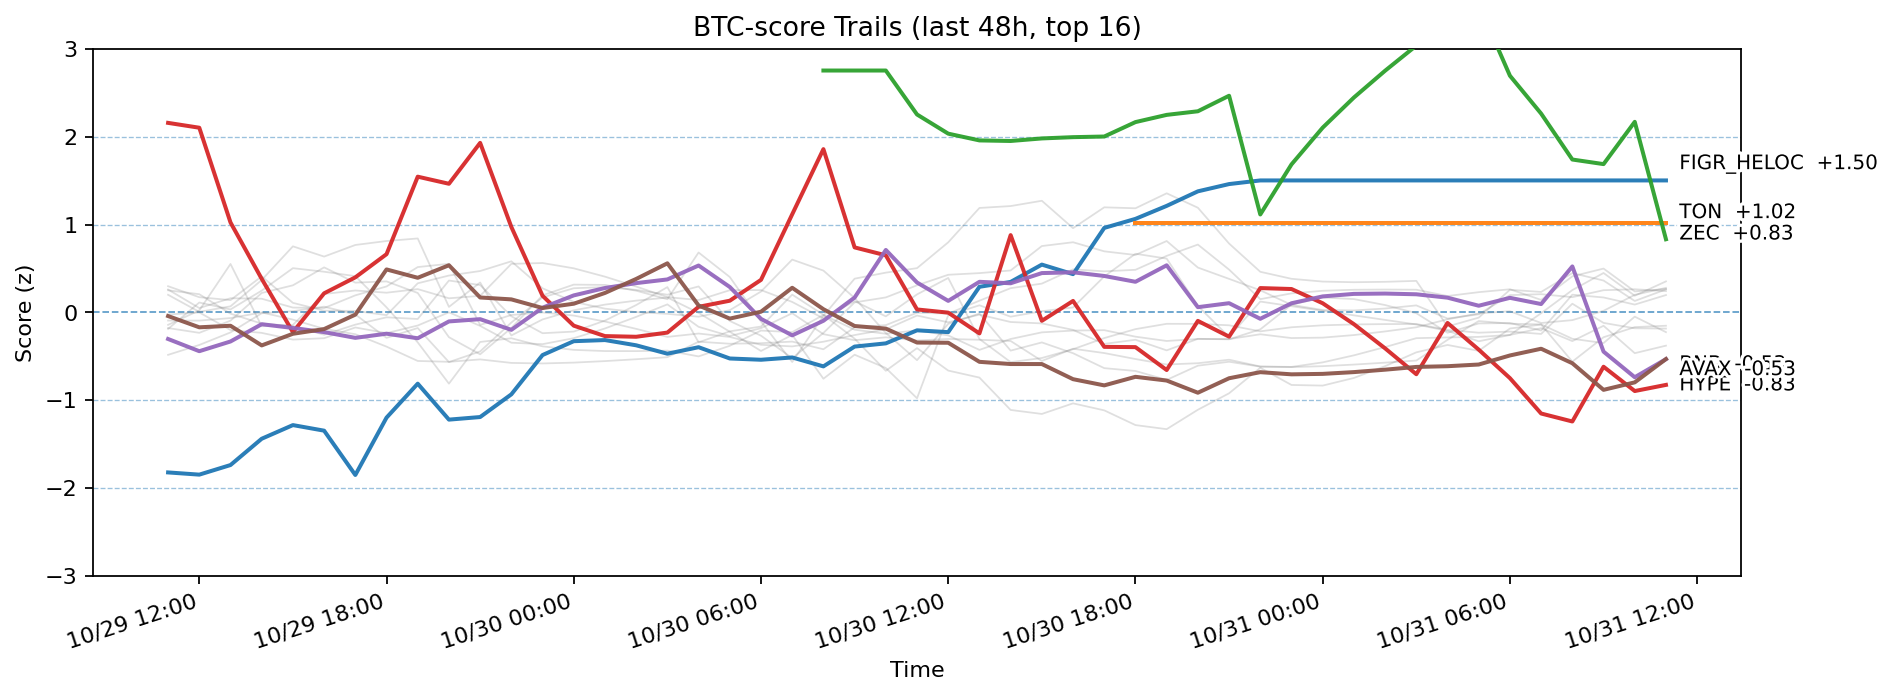 BTC-score Trails (last 48h, top 16)
Score (z)
3
2
1
0
−1
−2
−3
FIGR_HELOC +1.50
TON +1.02
ZEC +0.83
AVAX -0.53
HYPE -0.83
10/29 12:00
10/29 18:00
10/30 00:00
10/30 06:00
10/30 12:00
10/30 18:00
10/31 00:00
10/31 06:00
10/31 12:00
Time